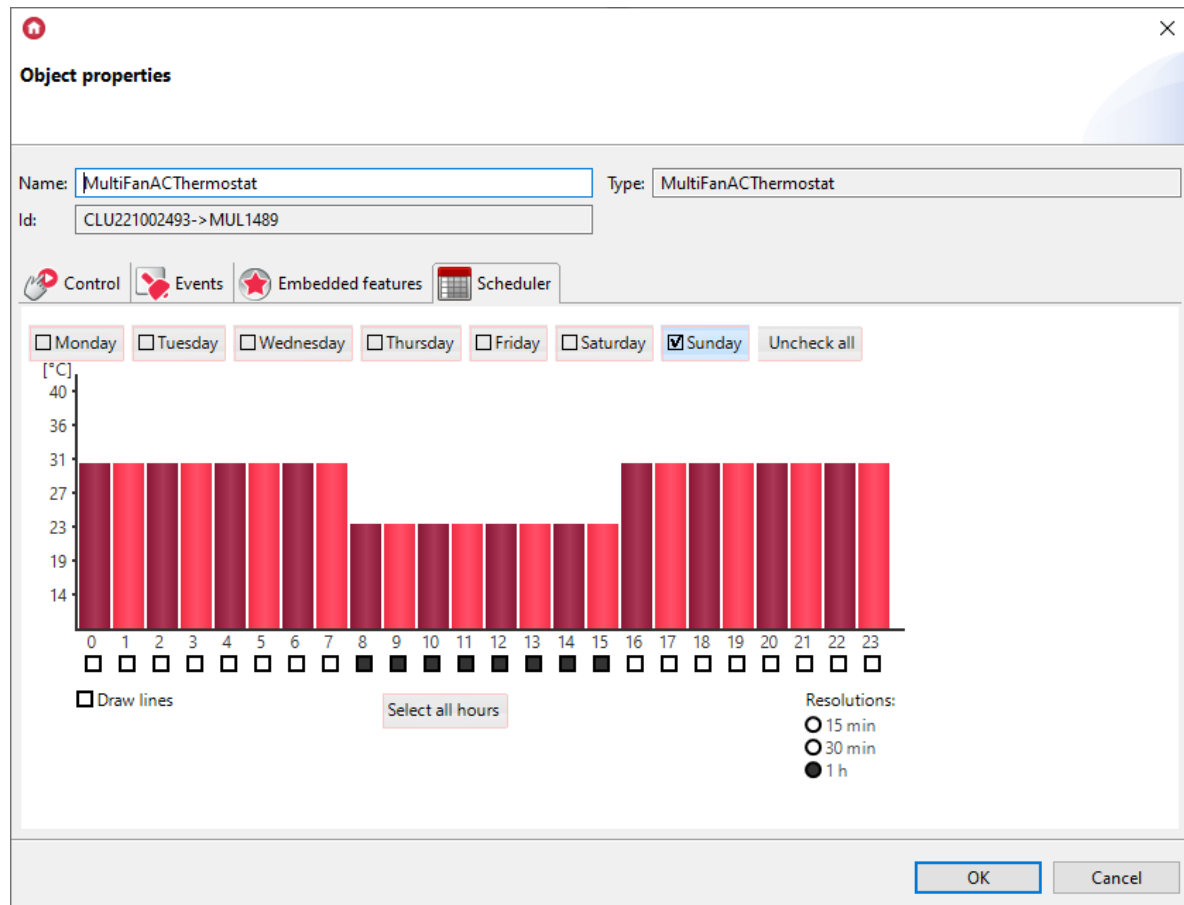 Object properties
Name: MultiFanACThermostat Type: MultiFanACThermostat
Id: CLU221002493->MUL1489
Control Events Embedded features Scheduler
Monday Tuesday Wednesday Thursday Friday Saturday Sunday Uncheck all
[°C]
40
36
31
27
23
19
14
0 1 2 3 4 5 6 7 8 9 10 11 12 13 14 15 16 17 18 19 20 21 22 23
Draw lines
Select all hours
Resolutions:
15 min
30 min
1 h
OK Cancel